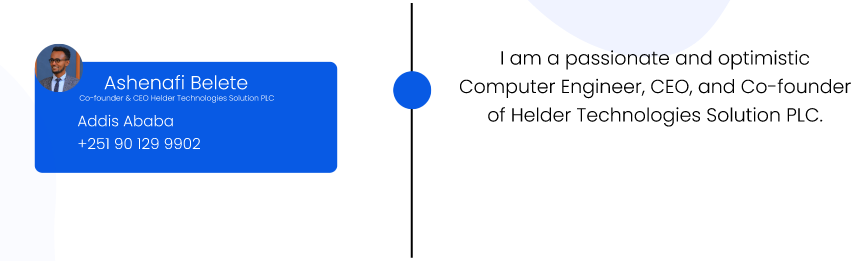 Ashenafi Belete
Co-founder & CEO Helder Technologies Solution PLC
Addis Ababa
+251 90 129 9902
I am a passionate and optimistic
Computer Engineer, CEO, and Co-founder
of Helder Technologies Solution PLC.